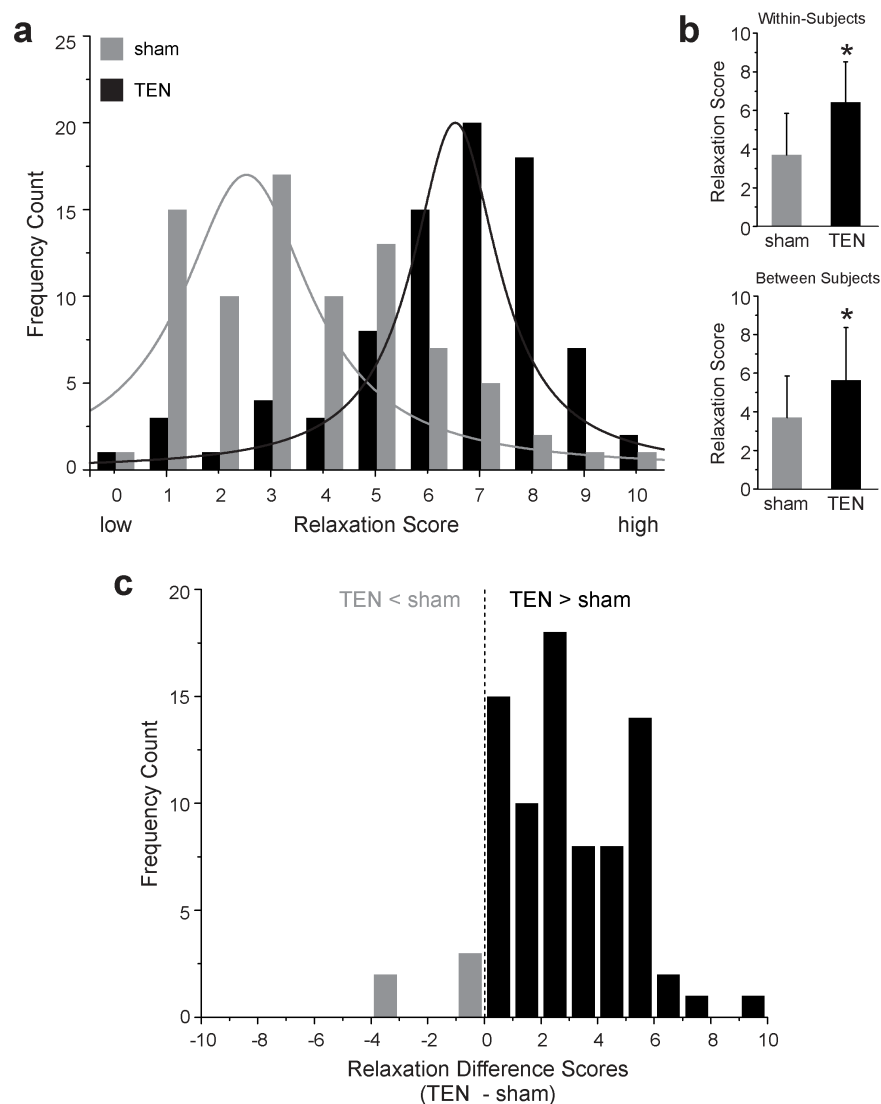 a
25
20
15
10
5
0
Frequency Count
sham
TEN
0 1 2 3 4 5 6 7 8 9 10
low Relaxation Score high
b
Within-Subjects
10
8
6
4
2
0
Relaxation Score
*
sham TEN
Between Subjects
10
8
6
4
2
0
Relaxation Score
*
sham TEN
c
20
15
10
5
0
Frequency Count
TEN < sham TEN > sham
-10 -8 -6 -4 -2 0 2 4 6 8 10
Relaxation Difference Scores
(TEN - sham)